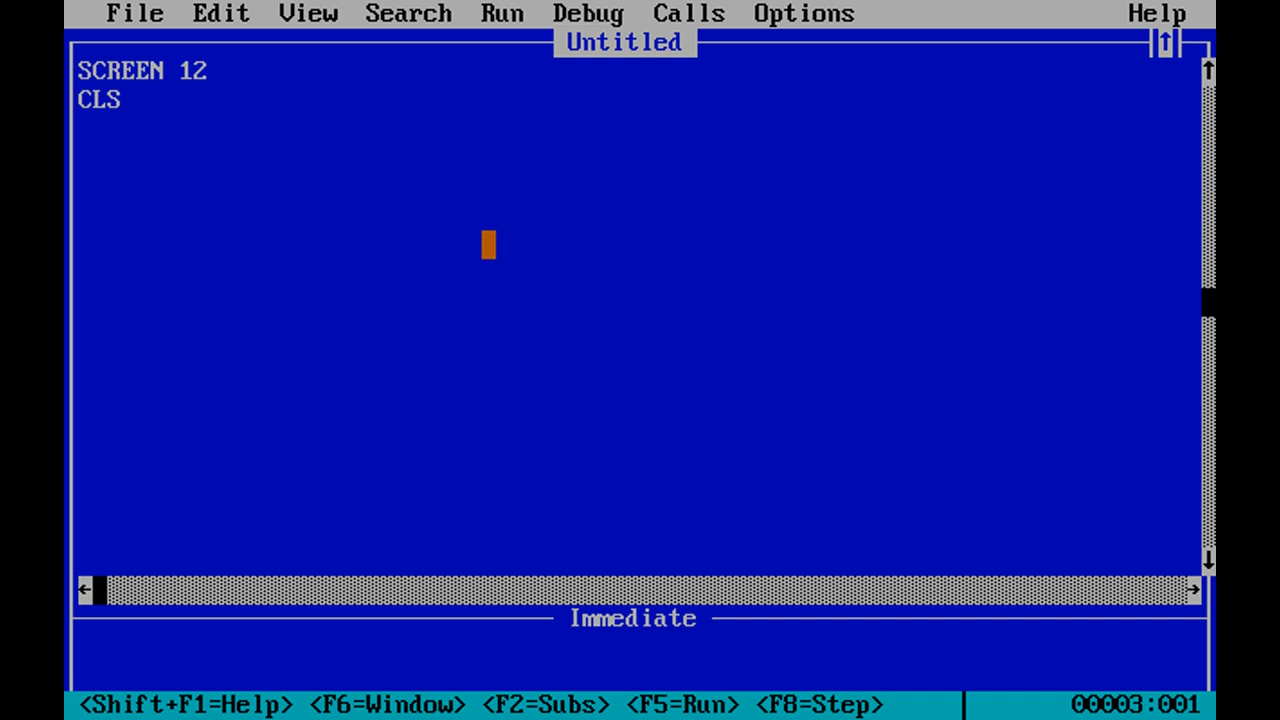 File Edit View Search Run Debug Calls Options Help
Untitled
SCREEN 12
CLS
Immediate
<Shift+F1=Help> <F6=Window> <F2=Subs> <F5=Run> <F8=Step> 00003:001